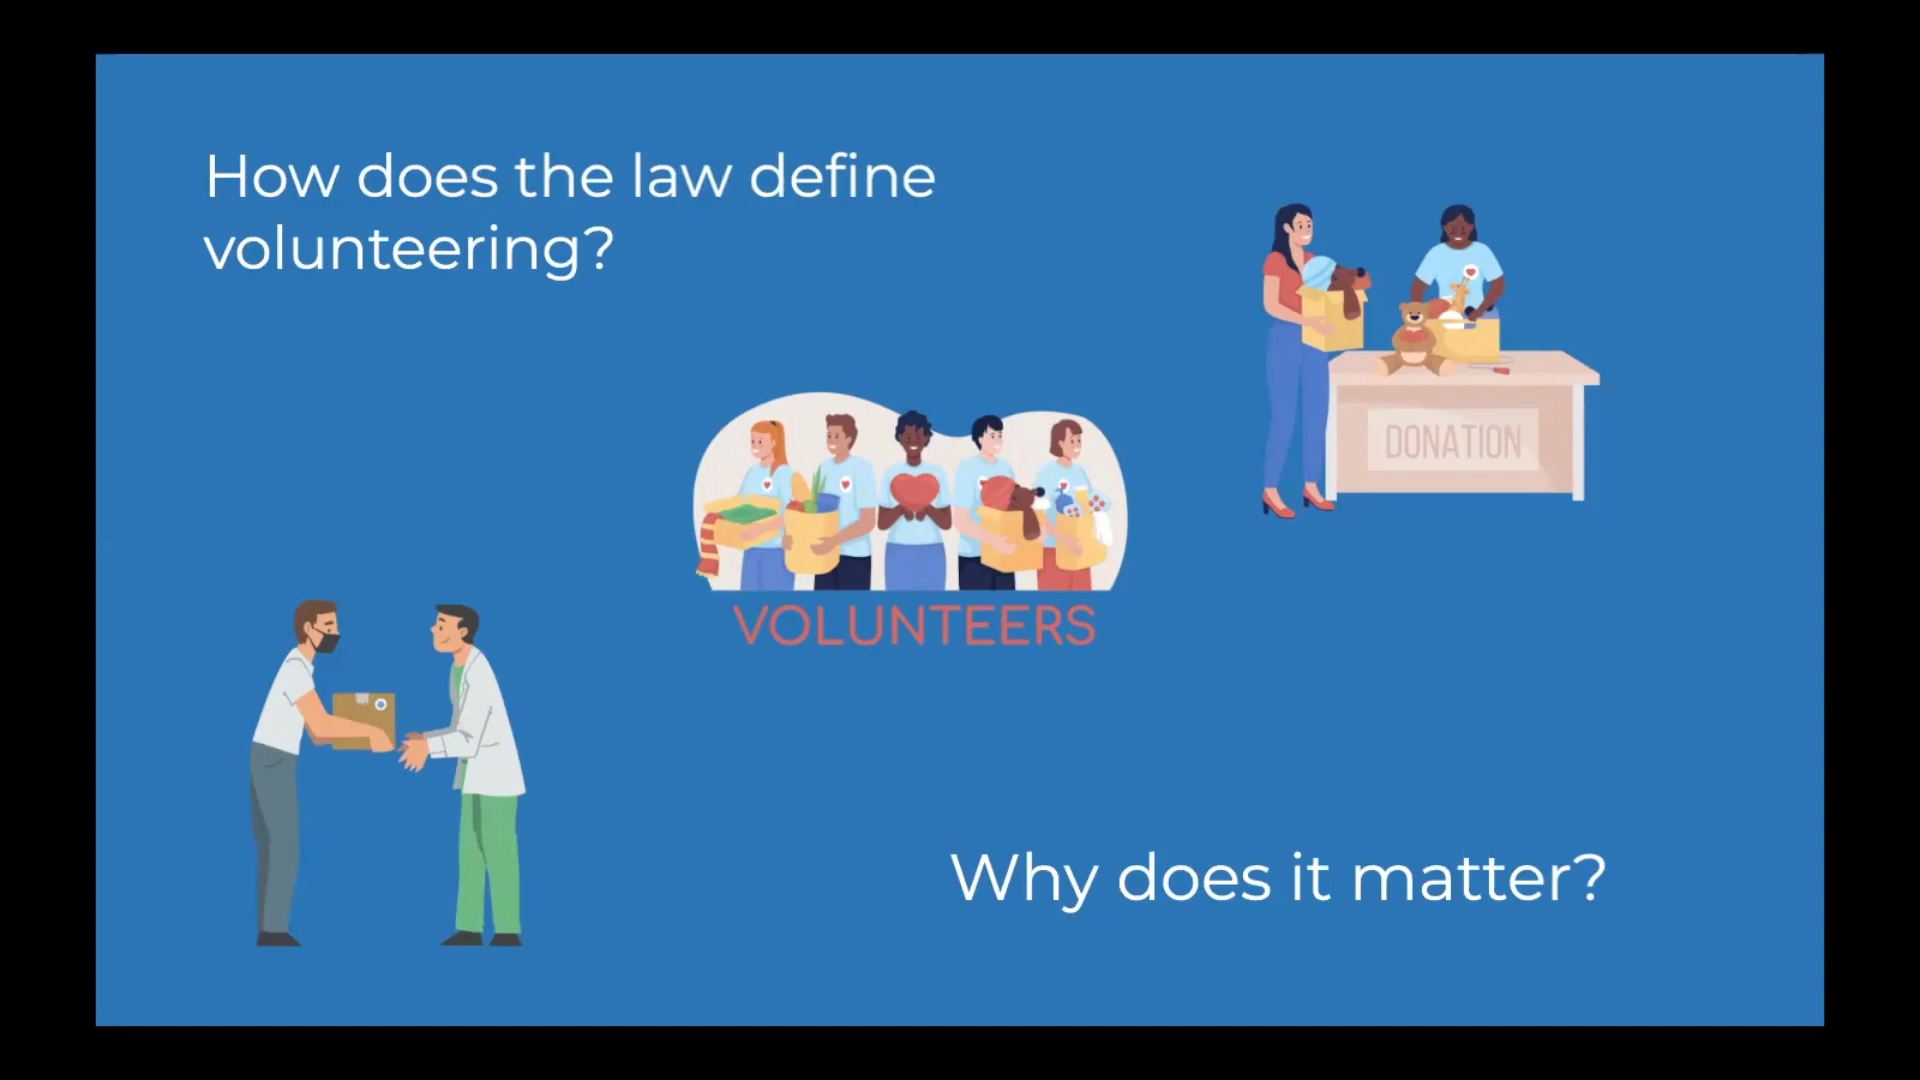 How does the law define
volunteering?
DONATION
VOLUNTEERS
Why does it matter?